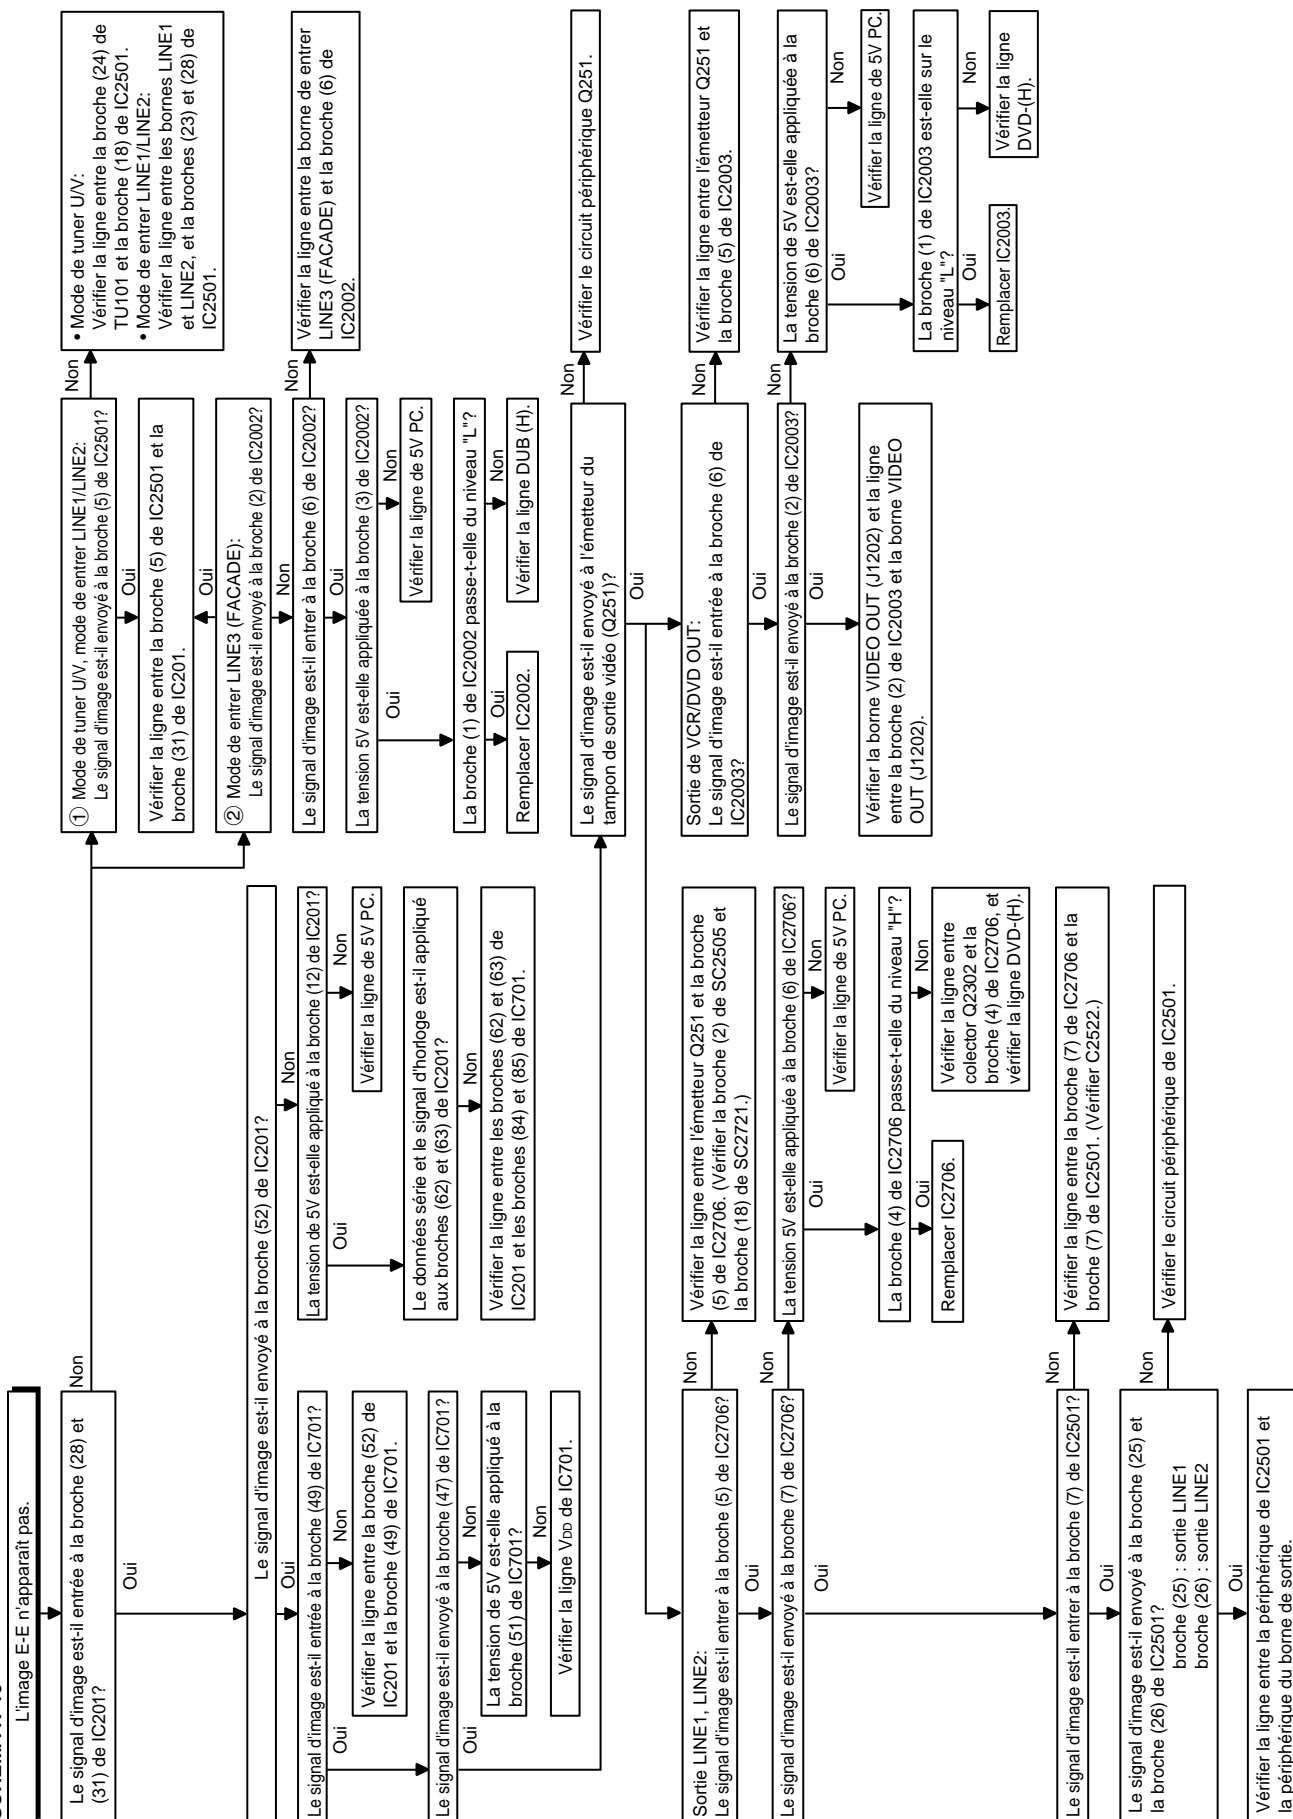 L'image E-E n'apparaît pas.
Le signal d'image est-il entrée à la broche (28) et
(31) de IC201?
Non
Oui
① Mode de tuner U/V, mode de entrer LINE1/LINE2:
Le signal d'image est-il envoyé à la broche (5) de IC2501?
Non
• Mode de tuner U/V:
Vérifier la ligne entre la broche (24) de
TU101 et la broche (18) de IC2501.
• Mode de entrer LINE1/LINE2:
Vérifier la ligne entre les bornes LINE1
et LINE2, et la broches (23) et (28) de
IC2501.
Oui
Vérifier la ligne entre la broche (5) de IC2501 et la
broche (31) de IC201.
Oui
② Mode de entrer LINE3 (FACADE):
Le signal d'image est-il envoyé à la broche (2) de IC2002?
Non
Le signal d'image est-il entrer à la broche (6) de IC2002?
Non
Vérifier la ligne entre la borne de entrer
LINE3 (FACADE) et la broche (6) de
IC2002.
Oui
La tension 5V est-elle appliquée à la broche (3) de IC2002?
Oui
Non
Vérifier la ligne de 5V PC.
La broche (1) de IC2002 passe-t-elle du niveau "L"?
Oui
Non
Remplacer IC2002.
Vérifier la ligne DUB (H).
Le signal d'image est-il envoyé à la broche (52) de IC201?
Oui
Non
La tension de 5V est-elle appliqué à la broche (12) de IC201?
Oui
Non
Vérifier la ligne de 5V PC.
Le données série et le signal d'horloge est-il appliqué
aux broches (62) et (63) de IC201?
Non
Vérifier la ligne entre les broches (62) et (63) de
IC201 et les broches (84) et (85) de IC701.
Le signal d'image est-il entrée à la broche (49) de IC701?
Oui
Non
Vérifier la ligne entre la broche (52) de
IC201 et la broche (49) de IC701.
Le signal d'image est-il envoyé à la broche (47) de IC701?
Oui
Non
La tension de 5V est-elle appliqué à la
broche (51) de IC701?
Non
Vérifier la ligne VDD de IC701.
Le signal d'image est-il envoyé à l'émetteur du
tampon de sortie vidéo (Q251)?
Non
Vérifier le circuit périphérique Q251.
Oui
Sortie de VCR/DVD OUT:
Le signal d'image est-il entrée à la broche (6) de
IC2003?
Non
Vérifier la ligne entre l'émetteur Q251 et
la broche (5) de IC2003.
Oui
Le signal d'image est-il envoyé à la broche (2) de IC2003?
Non
La tension de 5V est-elle appliquée à la
broche (6) de IC2003?
Oui
Non
Vérifier la ligne de 5V PC.
La broche (1) de IC2003 est-elle sur le
niveau "L"?
Oui
Non
Remplacer IC2003.
Vérifier la ligne
DVD-(H).
Oui
Vérifier la borne VIDEO OUT (J1202) et la ligne
entre la broche (2) de IC2003 et la borne VIDEO
OUT (J1202).
Sortie LINE1, LINE2:
Le signal d'image est-il entrer à la broche (5) de IC2706?
Non
Vérifier la ligne entre l'émetteur Q251 et la broche
(5) de IC2706. (Vérifier la broche (2) de SC2505 et
la broche (18) de SC2721.)
Oui
Le signal d'image est-il envoyé à la broche (7) de IC2706?
Non
La tension 5V est-elle appliquée à la broche (6) de IC2706?
Oui
Non
Vérifier la ligne de 5V PC.
La broche (4) de IC2706 passe-t-elle du niveau "H"?
Oui
Non
Remplacer IC2706.
Vérifier la ligne entre
colector Q2302 et la
broche (4) de IC2706, et
vérifier la ligne DVD-(H).
Oui
Le signal d'image est-il entrer à la broche (7) de IC2501?
Non
Vérifier la ligne entre la broche (7) de IC2706 et la
broche (7) de IC2501. (Vérifier C2522.)
Oui
Le signal d'image est-il envoyé à la broche (25) et
la broche (26) de IC2501?
broche (25) : sortie LINE1
broche (26) : sortie LINE2
Non
Vérifier le circuit périphérique de IC2501.
Oui
Vérifier la ligne entre la périphérique de IC2501 et
la périphérique du borne de sortie.